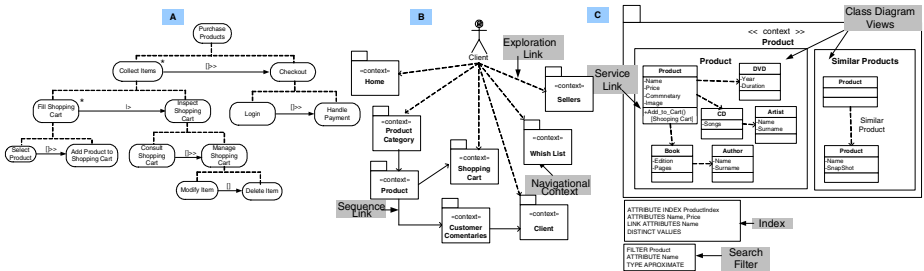 A
Purchase
Products
Collect Items
*
[]>>
Checkout
Fill Shopping
Cart
*
|>
Inspect
Shopping
Cart
Login
[]>>
Handle
Payment
Select
Product
[]>>
Add Product to
Shopping Cart
Consult
Shopping
Cart
[]>>
Manage
Shopping
Cart
Modify Item
[]
Delete Item
B
Client
Exploration
Link
«context»
Home
«context»
Sellers
«context»
Product
Category
«context»
Shopping
Cart
«context»
Whish List
«context»
Product
Navigational
Context
Sequence
Link
«context»
Customer
Comentaries
«context»
Client
C
Class Diagram
Views
<< context >>
Product
Service
Link
Product
Product
-Name
-Price
-Commnetary
-Image
+Add_to_Cart()
[Shooping Cart]
DVD
-Year
-Duration
CD
-Songs
Artist
-Name
-Surname
Book
-Edition
-Pages
Author
-Name
-Surname
Similar Products
Product
Similar
Product
Product
-Name
-SnapShot
ATTRIBUTE INDEX ProductIndex
ATTRIBUTES Name, Price
LINK ATTRIBUTES Name
DISTINCT VALUES
Index
FILTER Product
ATTRIBUTE Name
TYPE APROXIMATE
Search
Filter